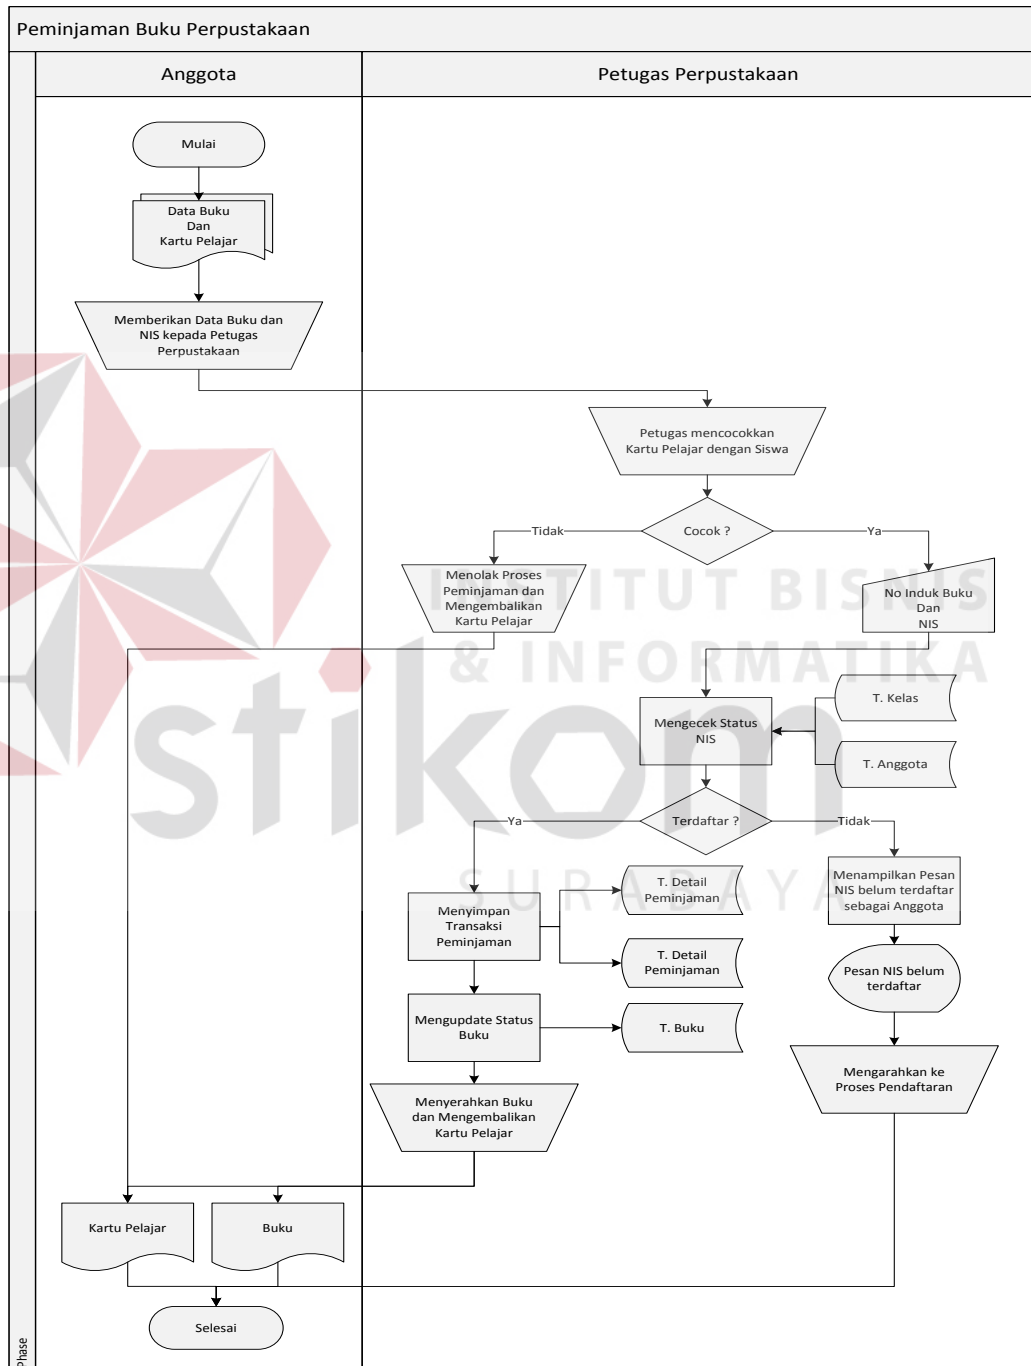 Peminjaman Buku Perpustakaan
Anggota
Petugas Perpustakaan
Mulai
Data Buku
Dan
Kartu Pelajar
Memberikan Data Buku dan
NIS kepada Petugas
Perpustakaan
Petugas mencocokkan
Kartu Pelajar dengan Siswa
Cocok ?
Tidak
Ya
Menolak Proses
Peminjaman dan
Mengembalikan
Kartu Pelajar
No Induk Buku
Dan
NIS
INSTITUT BISNIS
& INFORMATIKA
stikom
SURABAYA
Mengecek Status
NIS
T. Kelas
T. Anggota
Terdaftar ?
Ya
Tidak
Menyimpan
Transaksi
Peminjaman
T. Detail
Peminjaman
T. Detail
Peminjaman
Menampilkan Pesan
NIS belum terdaftar
sebagai Anggota
Pesan NIS belum
terdaftar
Mengupdate Status
Buku
T. Buku
Mengarahkan ke
Proses Pendaftaran
Menyerahkan Buku
dan Mengembalikan
Kartu Pelajar
Kartu Pelajar
Buku
Selesai
Phase